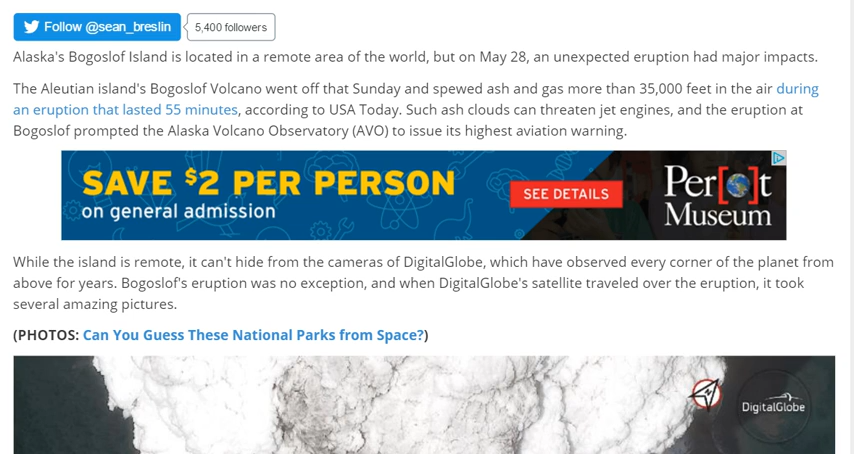 Follow @sean_breslin
5,400 followers
Alaska's Bogoslof Island is located in a remote area of the world, but on May 28, an unexpected eruption had major impacts.
The Aleutian island's Bogoslof Volcano went off that Sunday and spewed ash and gas more than 35,000 feet in the air during
an eruption that lasted 55 minutes, according to USA Today. Such ash clouds can threaten jet engines, and the eruption at
Bogoslof prompted the Alaska Volcano Observatory (AVO) to issue its highest aviation warning.
SAVE $2 PER PERSON
on general admission
SEE DETAILS
Per[o]t
Museum
While the island is remote, it can't hide from the cameras of DigitalGlobe, which have observed every corner of the planet from
above for years. Bogoslof's eruption was no exception, and when DigitalGlobe's satellite traveled over the eruption, it took
several amazing pictures.
(PHOTOS: Can You Guess These National Parks from Space?)
DigitalGlobe